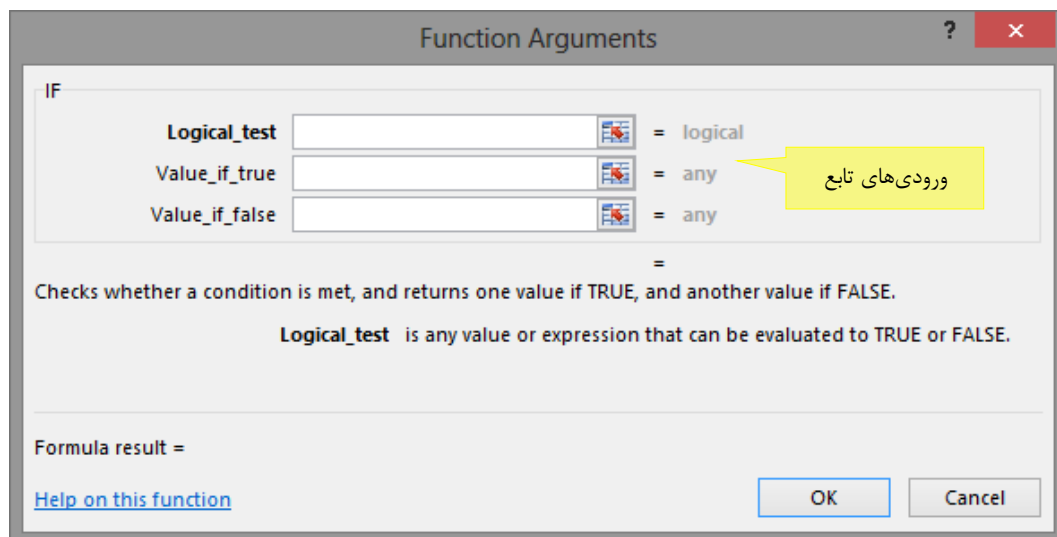 Function Arguments ?
IF
Logical_test = logical
Value_if_true = any
Value_if_false = any
ورودی‌های تابع
=
Checks whether a condition is met, and returns one value if TRUE, and another value if FALSE.
Logical_test is any value or expression that can be evaluated to TRUE or FALSE.
Formula result =
Help on this function
OK Cancel